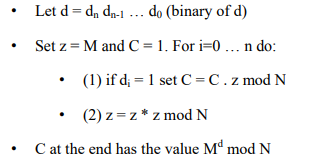 • Let d = dₙ dₙ₋₁ … d₀ (binary of d)
• Set z = M and C = 1. For i=0 … n do:
• (1) if dᵢ = 1 set C = C . z mod N
• (2) z = z * z mod N
• C at the end has the value Mᵈ mod N